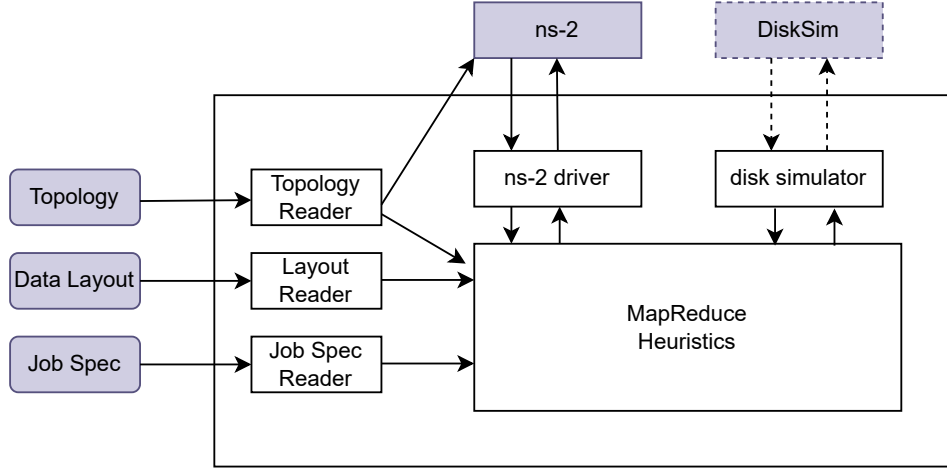 ns-2
DiskSim
Topology
Topology
Reader
ns-2 driver
disk simulator
Data Layout
Layout
Reader
MapReduce
Heuristics
Job Spec
Job Spec
Reader